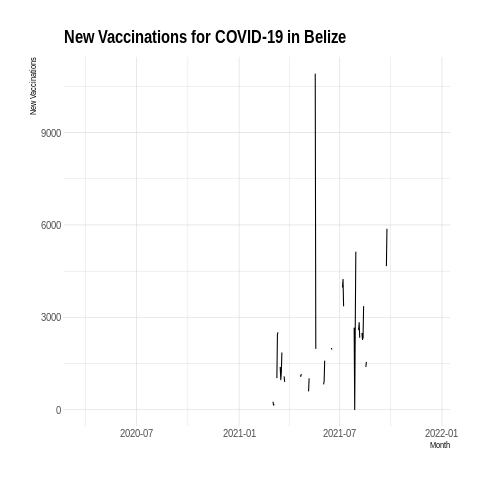 New Vaccinations for COVID-19 in Belize
New Vaccinations
9000
6000
3000
0
2020-07
2021-01
2021-07
2022-01
Month